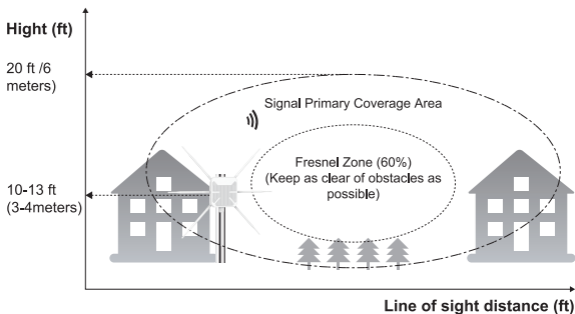 Hight (ft)
20 ft /6
meters)
Signal Primary Coverage Area
Fresnel Zone (60%)
(Keep as clear of obstacles as
possible)
10-13 ft
(3-4meters)
Line of sight distance (ft)